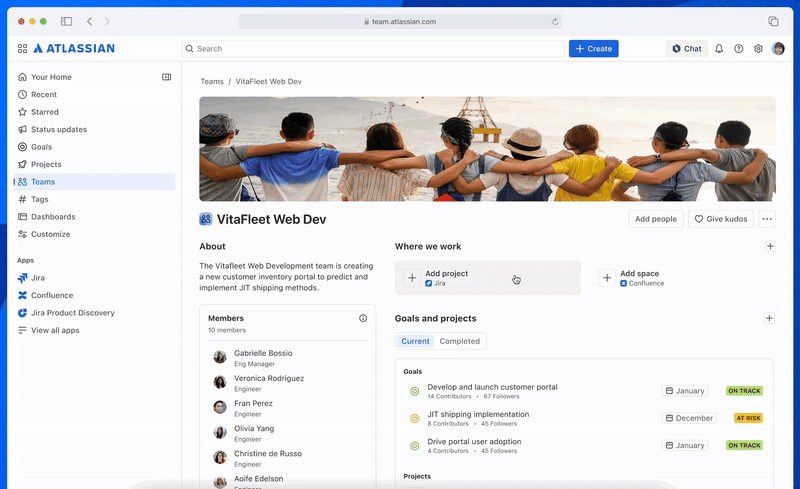 team.atlassian.com
ATLASSIAN
Search
Create
Chat
Your Home
Recent
Starred
Status updates
Goals
Projects
Teams
Tags
Dashboards
Customize
Apps
Jira
Confluence
Jira Product Discovery
View all apps
Teams / VitaFleet Web Dev
VitaFleet Web Dev
Add people
Give kudos
About
The Vitafleet Web Development team is creating
a new customer inventory portal to predict and
implement JIT shipping methods.
Members
10 members
Gabrielle Bossio
Eng Manager
Veronica Rodriguez
Engineer
Fran Perez
Engineer
Olivia Yang
Engineer
Christine de Russo
Engineer
Aoife Edelson
Engineer
Where we work
Add project
Jira
Add space
Confluence
Goals and projects
Current
Completed
Goals
Develop and launch customer portal
14 Contributors • 67 Followers
January
ON TRACK
JIT shipping implementation
8 Contributors • 45 Followers
December
AT RISK
Drive portal user adoption
4 Contributors • 45 Followers
January
ON TRACK
Projects